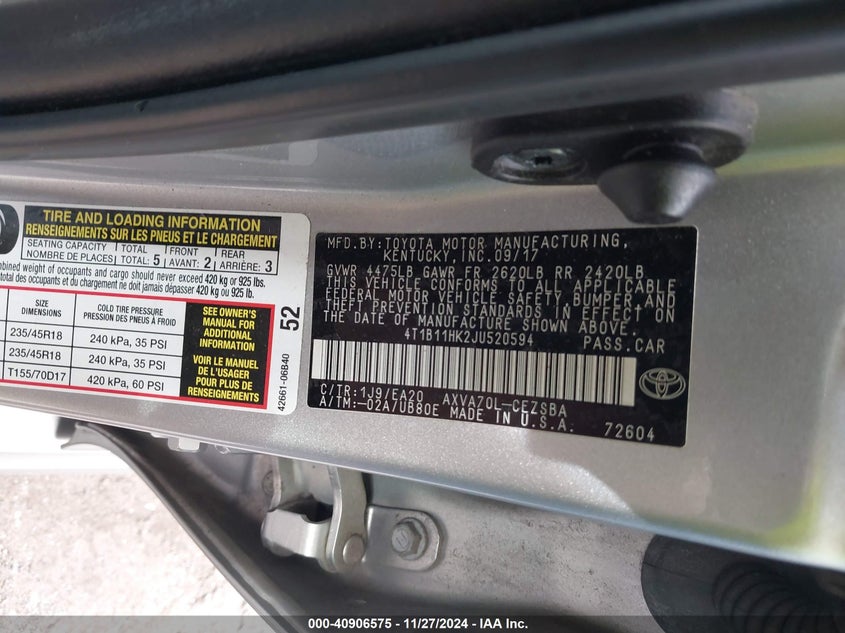 TIRE AND LOADING INFORMATION
RENSEIGNEMENTS SUR LES PNEUS ET LE CHARGEMENT
SEATING CAPACITY TOTAL 5 FRONT 2 REAR 3
NOMBRE DE PLACES: TOTAL: AVANT: ARRIÈRE:
weight of occupants and cargo should never exceed 420 kg or 925 lbs.
total des occupants et du chargement ne doit jamais dépasser 420 kg ou 925 lb.
SIZE DIMENSIONS COLD TIRE PRESSURE PRESSION DES PNEUS À FROID
235/45R18 240 kPa, 35 PSI
235/45R18 240 kPa, 35 PSI
T155/70D17 420 kPa, 60 PSI
SEE OWNER'S
MANUAL FOR
ADDITIONAL
INFORMATION
VOIR LE
MANUEL DE
L'USAGER
POUR PLUS DE
52
42661-06B40
MFD.BY:TOYOTA MOTOR MANUFACTURING,
KENTUCKY,INC.09/17
GVWR 4475LB GAWR FR 2620LB RR 2420LB
THIS VEHICLE CONFORMS TO ALL APPLICABLE
FEDERAL MOTOR VEHICLE SAFETY, BUMPER AND
THEFT PREVENTION STANDARDS IN EFFECT ON
THE DATE OF MANUFACTURE SHOWN ABOVE.
4T1B11HK2JU520594 PASS.CAR
C/TR:1J9/EA20 AXVA70L-CEZSBA
A/TM:-02A/UB80E MADE IN U.S.A. 72604
TOYOTA
000-40906575 — 11/27/2024 — IAA Inc.